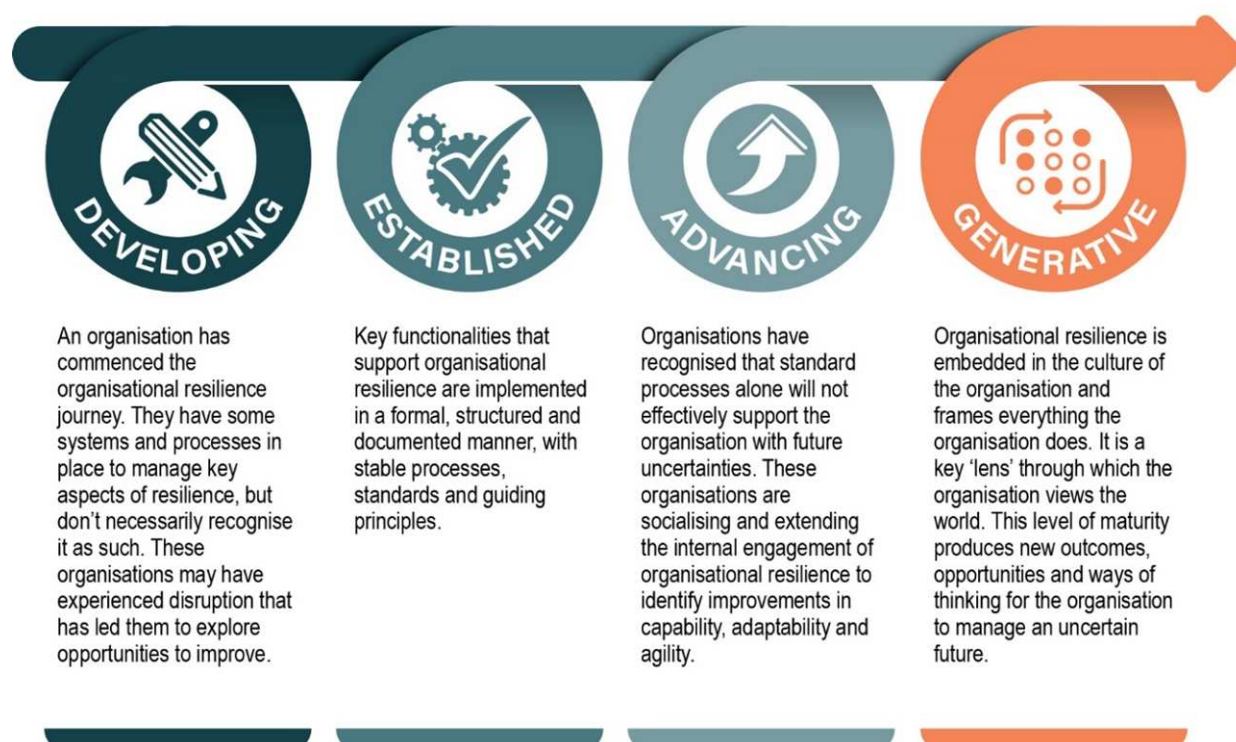 DEVELOPING
An organisation has
commenced the
organisational resilience
journey. They have some
systems and processes in
place to manage key
aspects of resilience, but
don’t necessarily recognise
it as such. These
organisations may have
experienced disruption that
has led them to explore
opportunities to improve.
ESTABLISHED
Key functionalities that
support organisational
resilience are implemented
in a formal, structured and
documented manner, with
stable processes,
standards and guiding
principles.
ADVANCING
Organisations have
recognised that standard
processes alone will not
effectively support the
organisation with future
uncertainties. These
organisations are
socialising and extending
the internal engagement of
organisational resilience to
identify improvements in
capability, adaptability and
agility.
GENERATIVE
Organisational resilience is
embedded in the culture of
the organisation and
frames everything the
organisation does. It is a
key ‘lens’ through which the
organisation views the
world. This level of maturity
produces new outcomes,
opportunities and ways of
thinking for the organisation
to manage an uncertain
future.